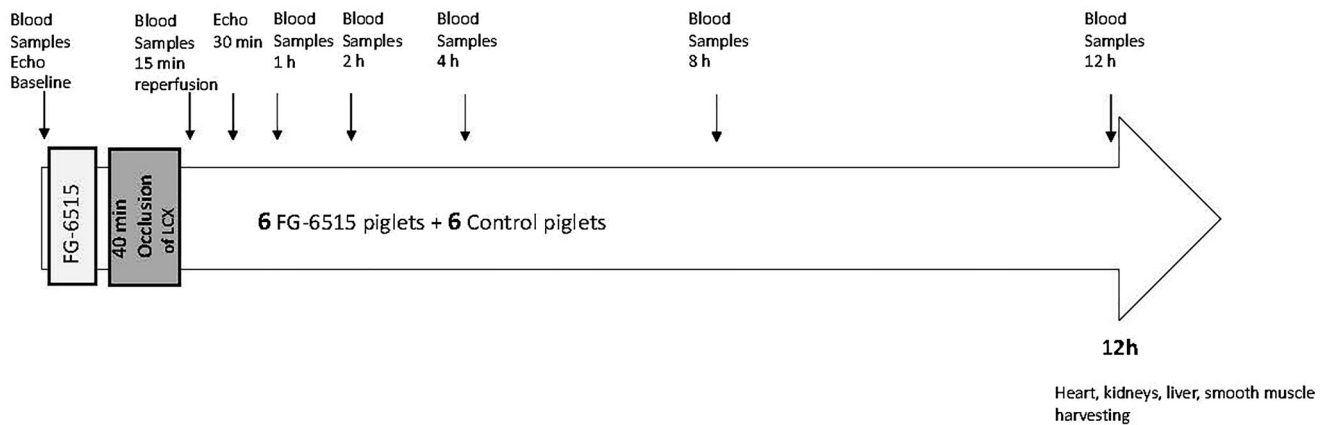 Blood
Samples
Echo
Baseline
Blood
Samples
15 min
reperfusion
Echo
30 min
Blood
Samples
1 h
Blood
Samples
2 h
Blood
Samples
4 h
Blood
Samples
8 h
Blood
Samples
12 h
FG-6515
40 min
Occlusion
of LCX
6 FG-6515 piglets + 6 Control piglets
12h
Heart, kidneys, liver, smooth muscle
harvesting